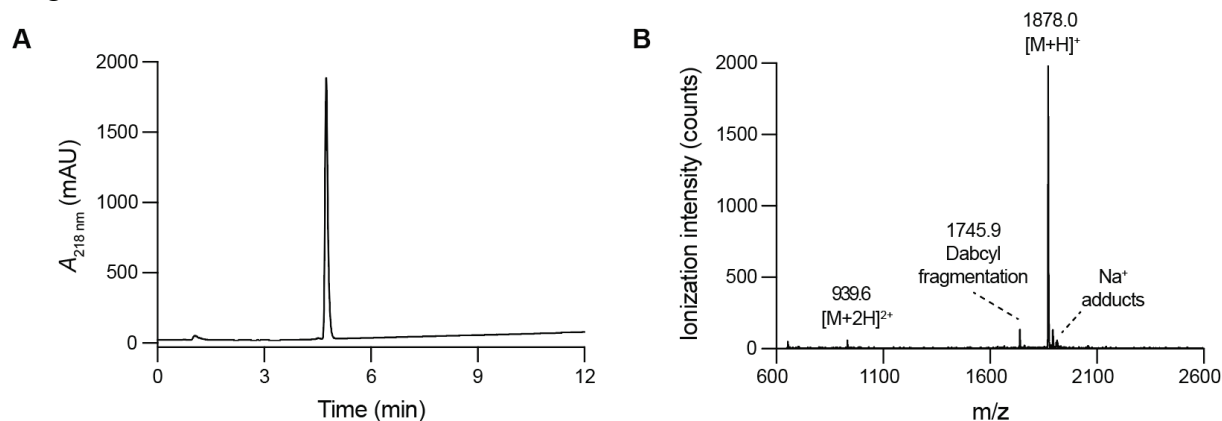 A
2000
1500
1000
500
0
A218 nm (mAU)
0 3 6 9 12
Time (min)
B
1878.0
[M+H]+
2000
1500
1000
500
0
Ionization intensity (counts)
1745.9
Dabcyl
fragmentation
Na+
adducts
939.6
[M+2H]2+
600 1100 1600 2100 2600
m/z